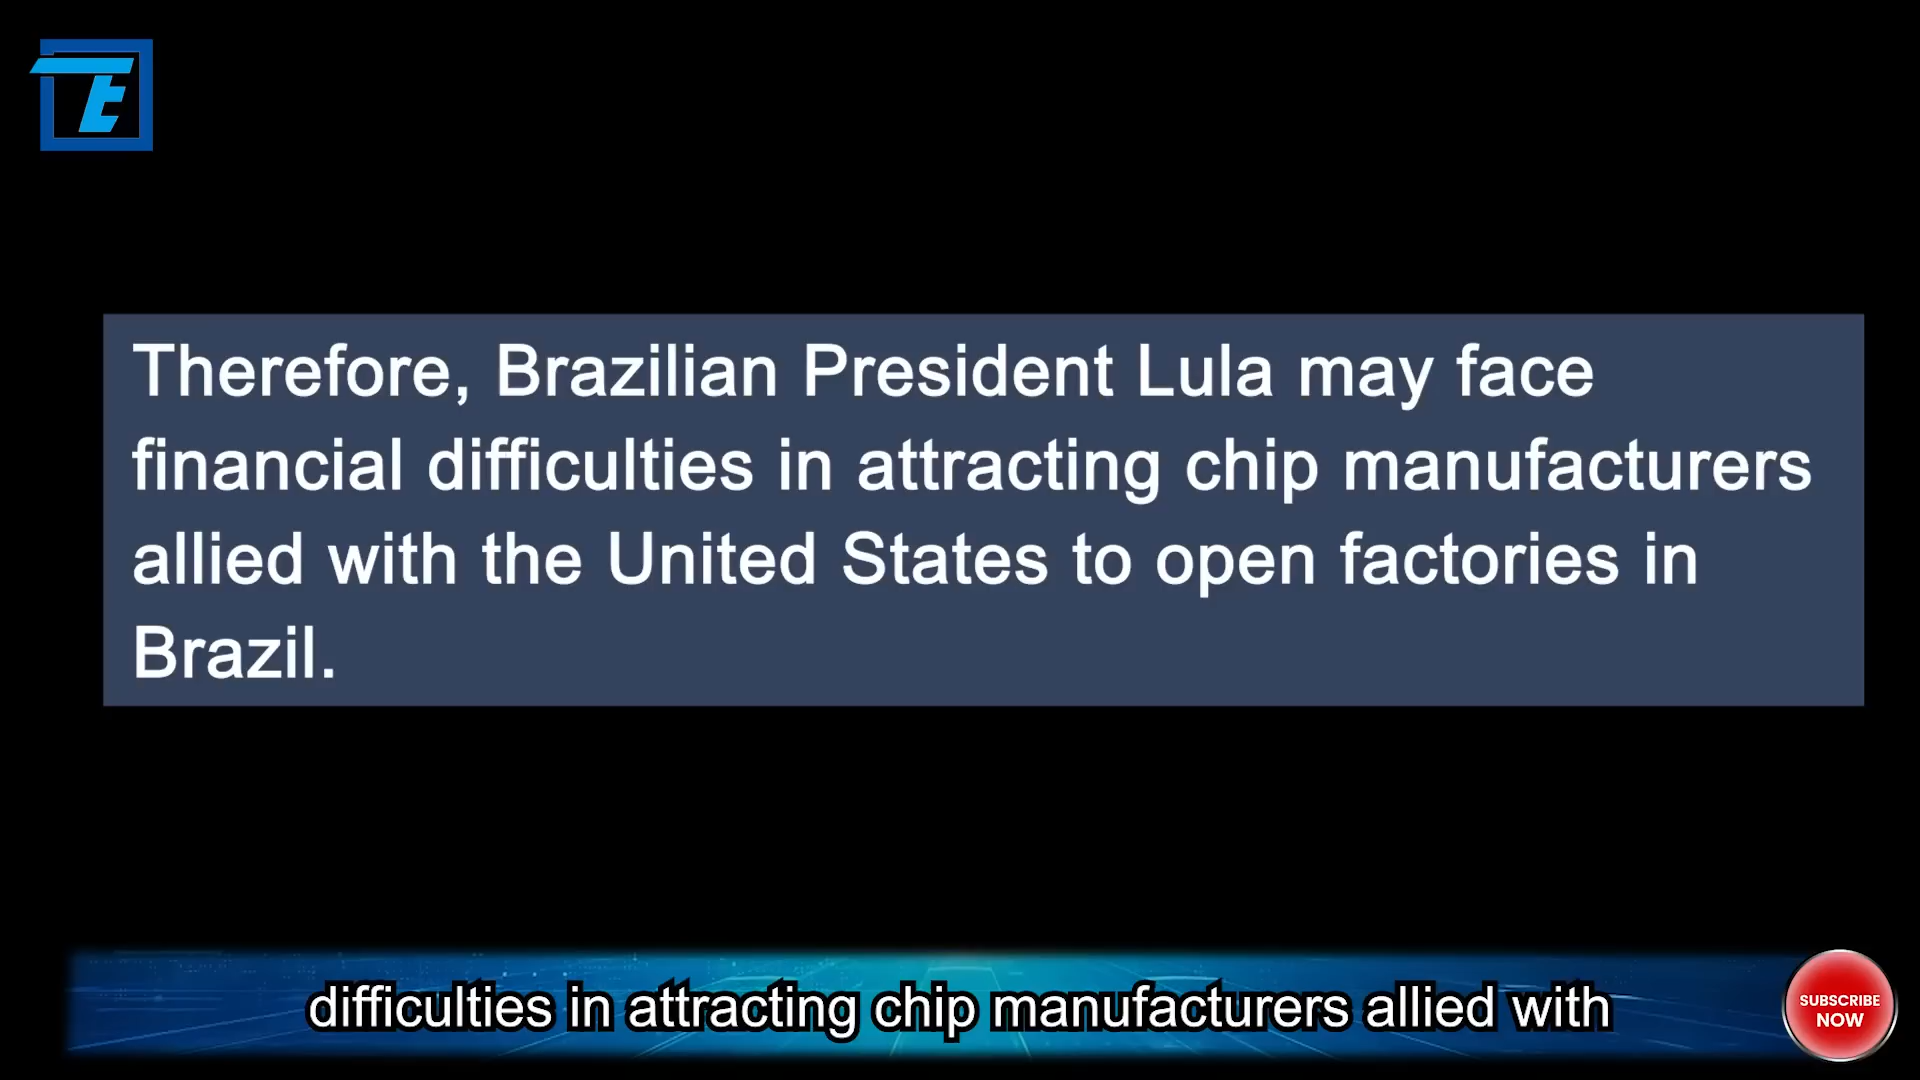 TE
Therefore, Brazilian President Lula may face
financial difficulties in attracting chip manufacturers
allied with the United States to open factories in
Brazil.
difficulties in attracting chip manufacturers allied with
SUBSCRIBE
NOW